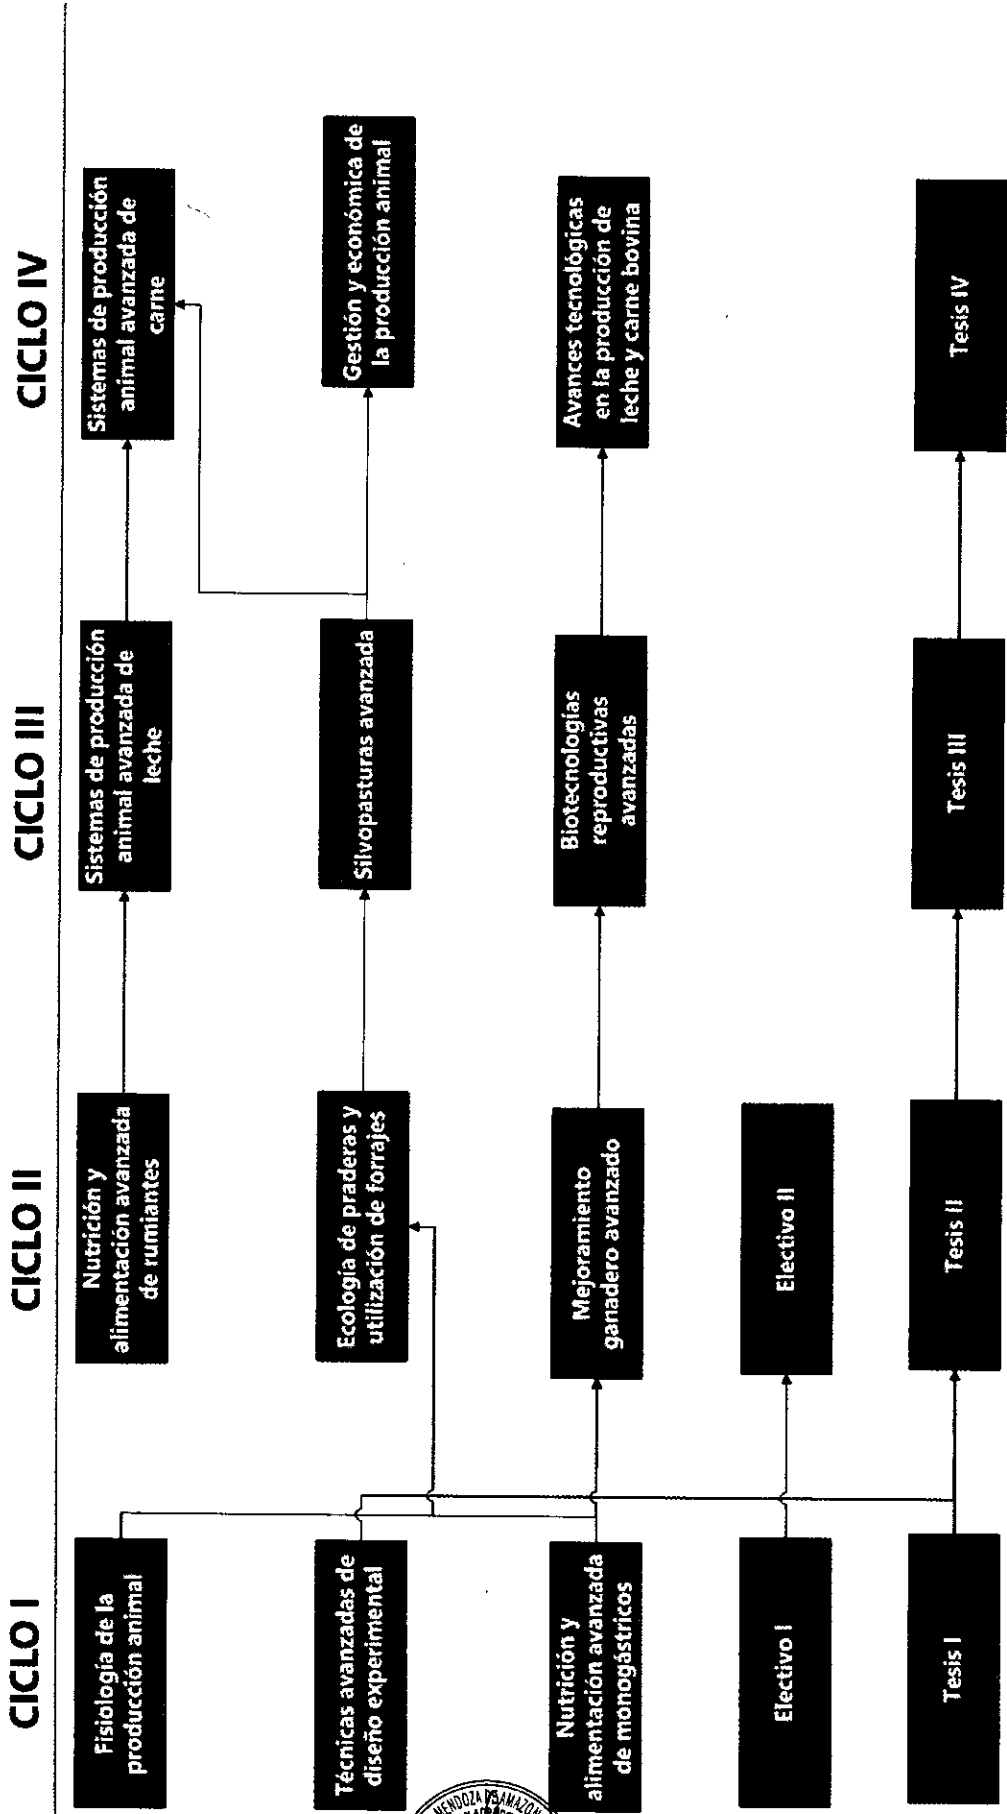 CICLO I
Fisiología de la
producción animal
Técnicas avanzadas de
diseño experimental
Nutrición y
alimentación avanzada
de monogástricos
Electivo I
Tesis I
CICLO II
Nutrición y
alimentación avanzada
de rumiantes
Ecología de praderas y
utilización de forrajes
Mejoramiento
ganadero avanzado
Electivo II
Tesis II
CICLO III
Sistemas de producción
animal avanzada de
leche
Silvopasturas avanzada
Biotecnologías
reproductivas
avanzadas
Tesis III
CICLO IV
Sistemas de producción
animal avanzada de
carne
Gestión y económica de
la producción animal
Avances tecnológicas
en la producción de
leche y carne bovina
Tesis IV
MENDOZA DE AMAZON